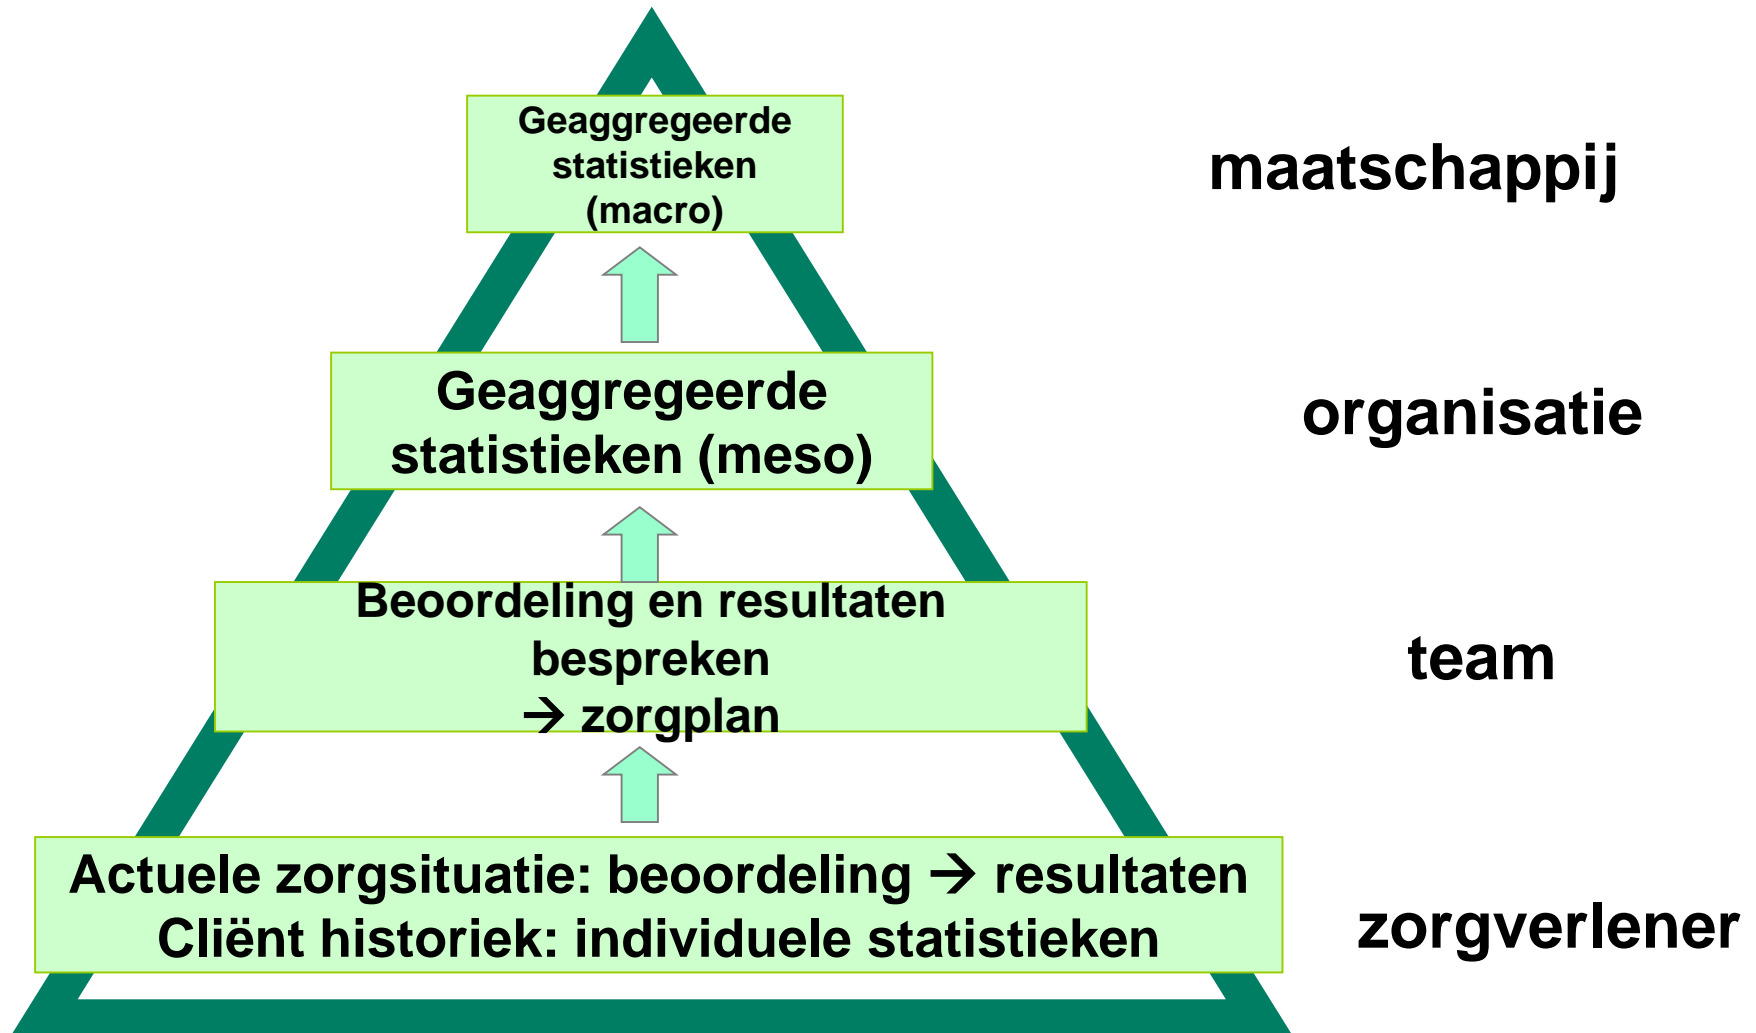 Geaggregeerde
statistieken
(macro)
maatschappij
Geaggregeerde
statistieken (meso)
organisatie
Beoordeling en resultaten
bespreken
→ zorgplan
team
Actuele zorgsituatie: beoordeling → resultaten
Cliënt historiek: individuele statistieken
zorgverlener